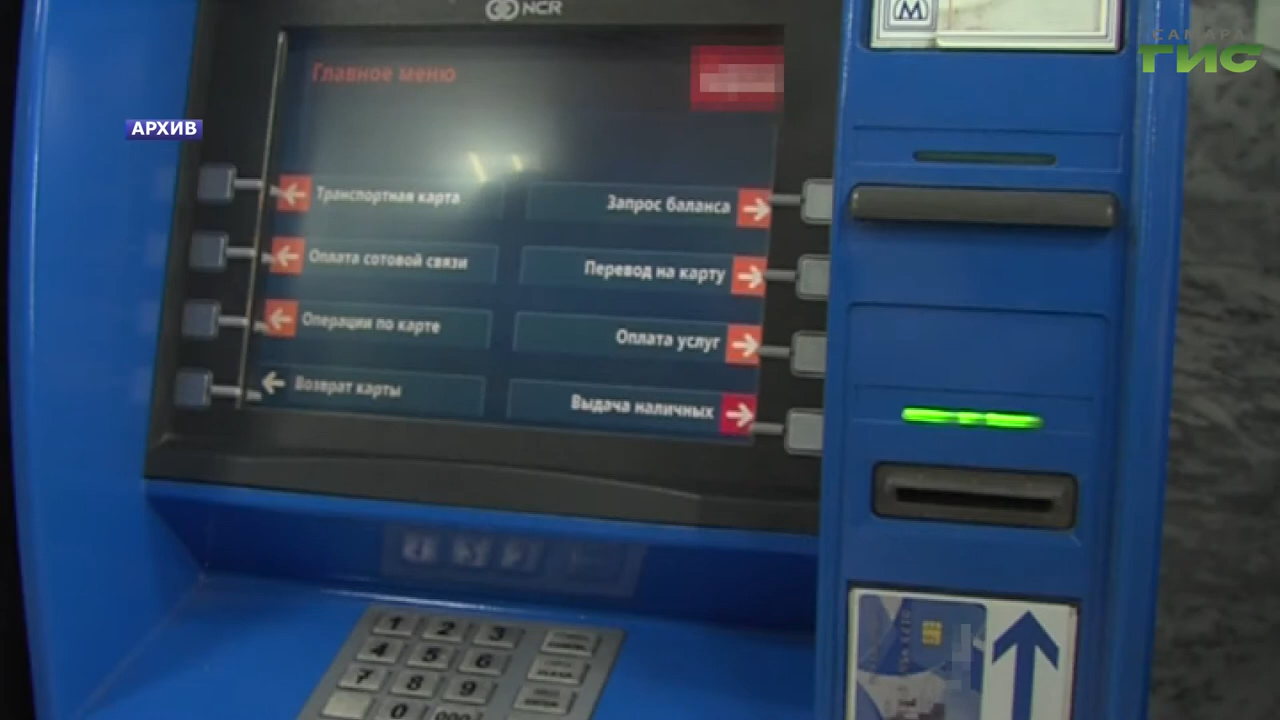 NCR
M
САМАРА
ГИС
Главное меню
АРХИВ
Транспортная карта
Запрос баланса
Оплата сотовой связи
Перевод на карту
Операции по карте
Оплата услуг
Возврат карты
Выдача наличных
1 2 3
4 5 6
7 8 9
0 000